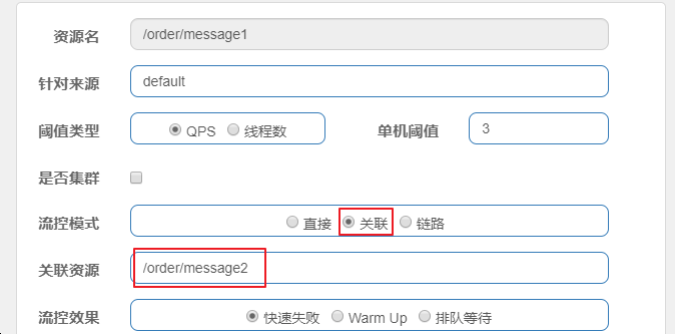 资源名 /order/message1
针对来源 default
阈值类型 QPS 线程数 单机阈值 3
是否集群
流控模式 直接 关联 链路
关联资源 /order/message2
流控效果 快速失败 Warm Up 排队等待